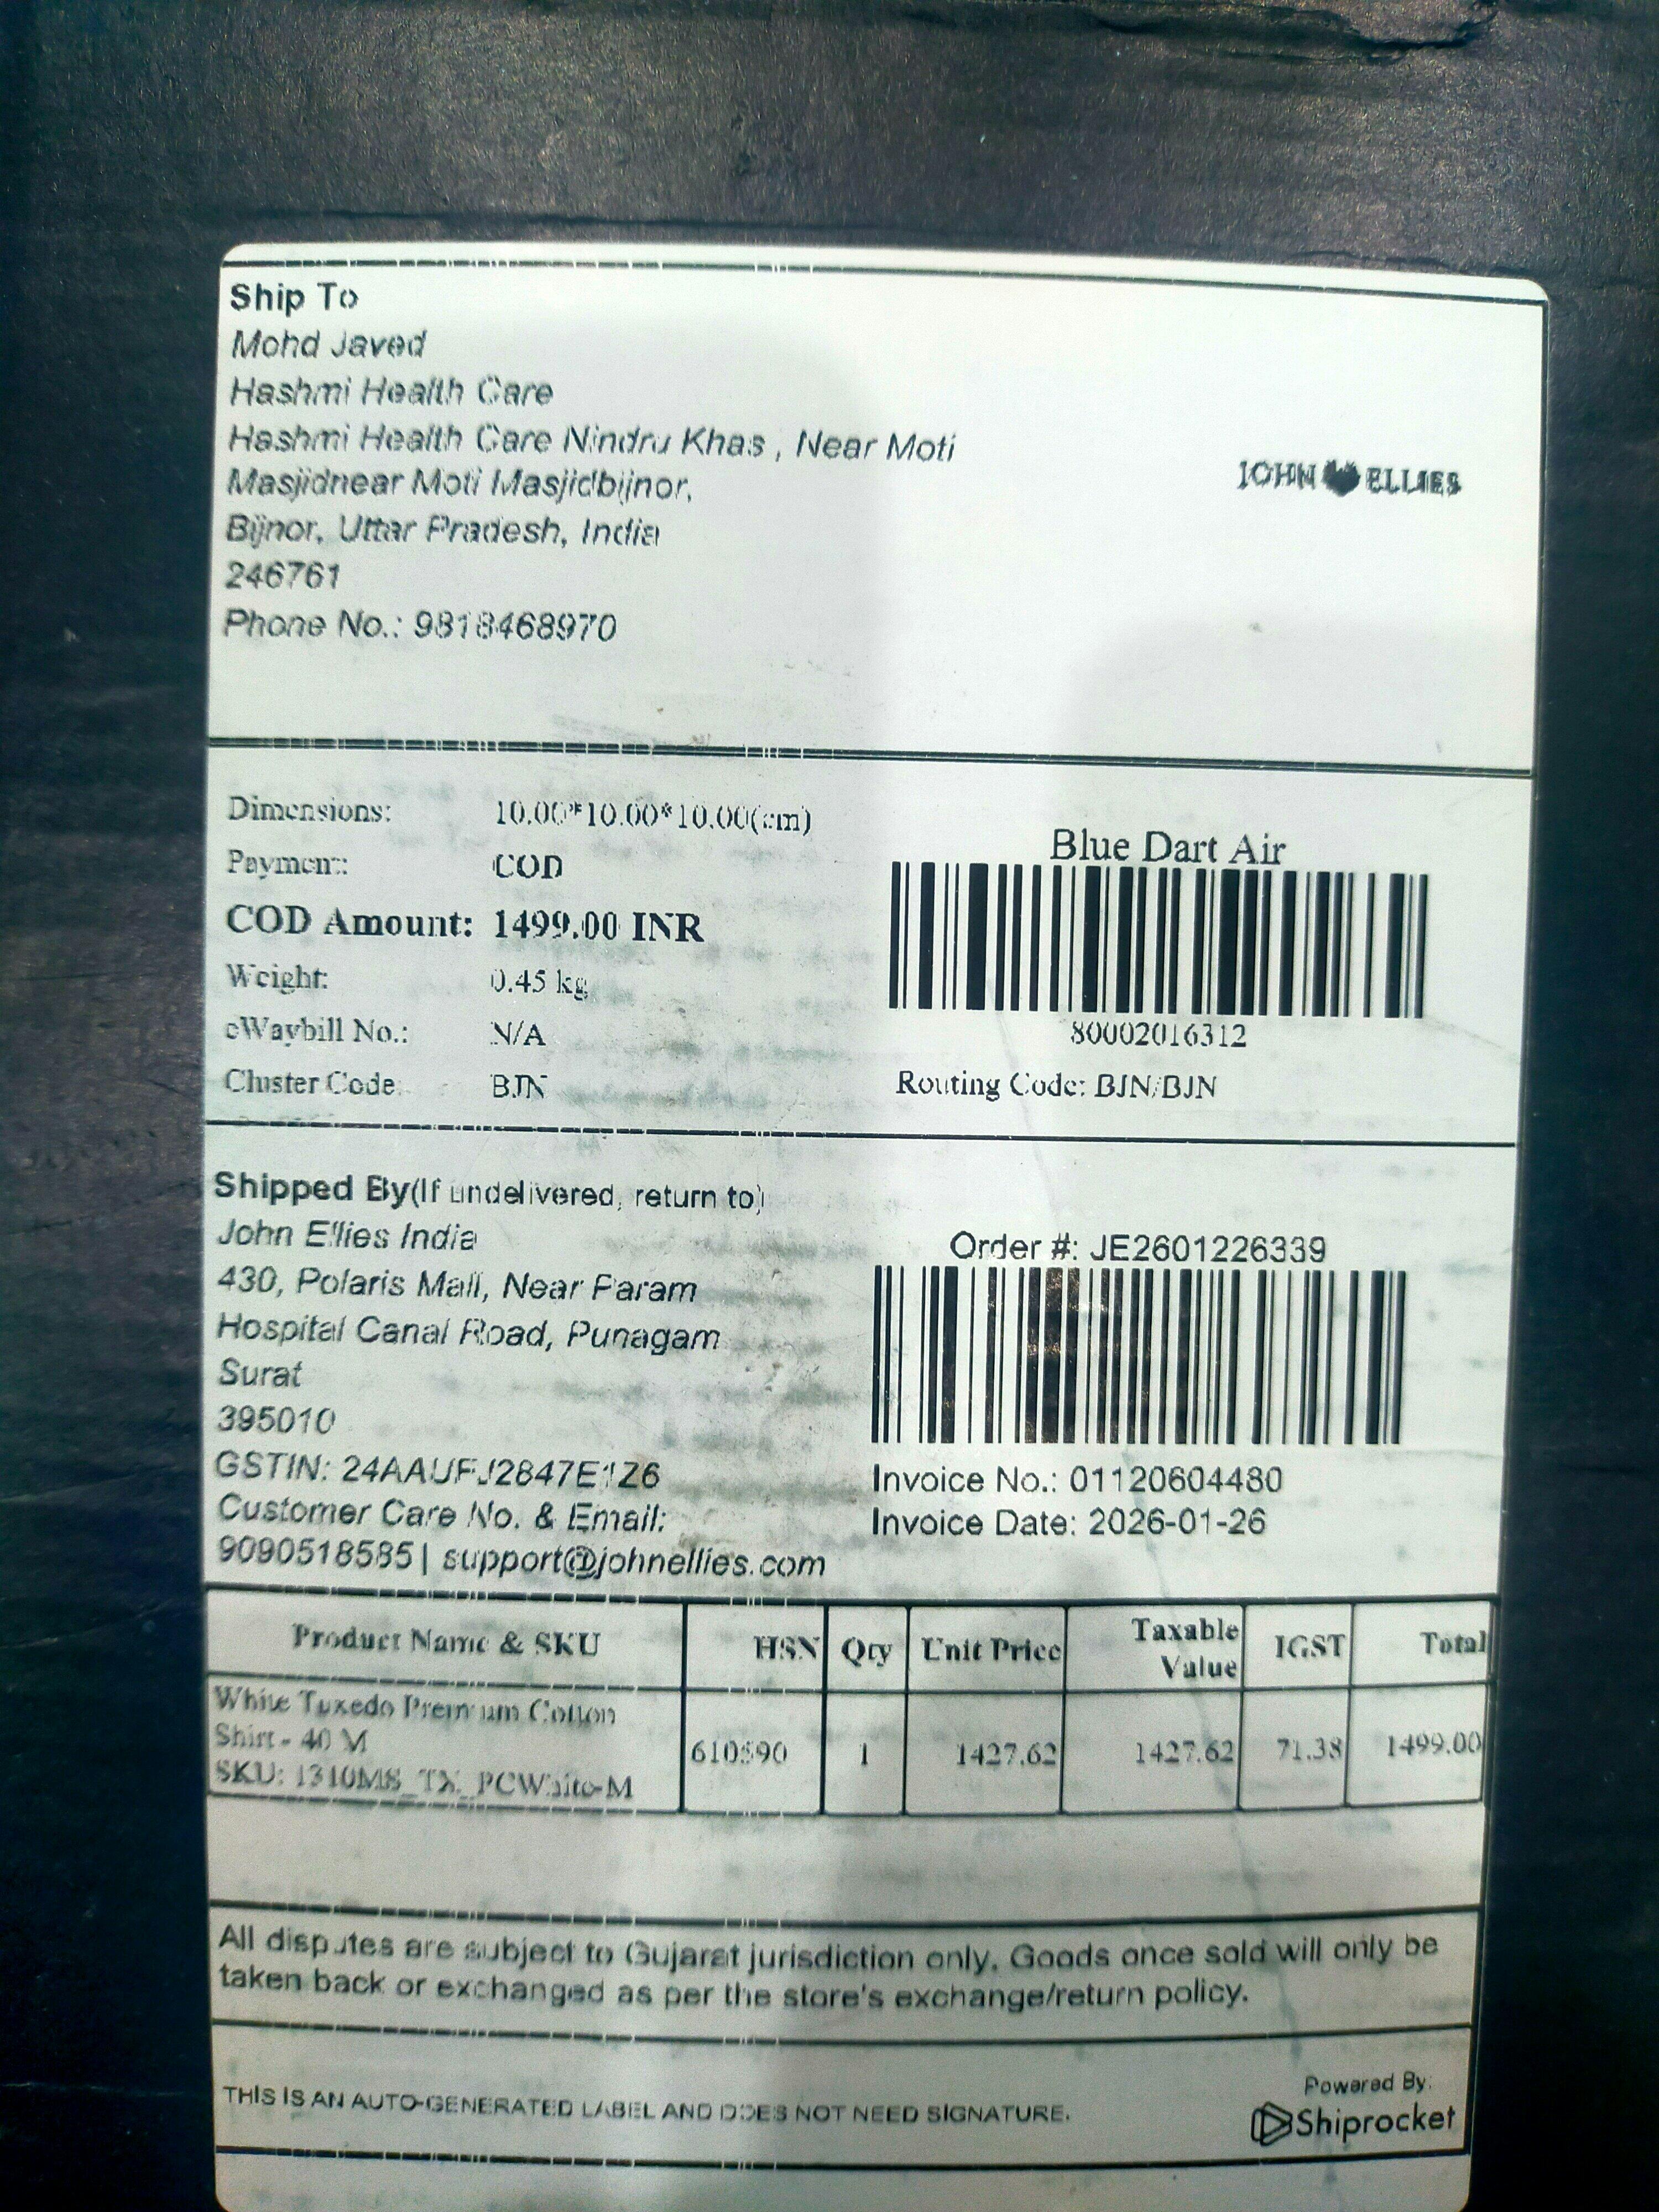 Ship To
Mohd Javed
Hashmi Health Care
Hashmi Health Care Nindru Khas , Near Moti
Masjidnear Moti Masjidbijnor,
Bijnor, Uttar Pradesh, India
246761
Phone No.: 9818468970
JOHN ELLIES
Dimensions: 10.00*10.00*10.00(cm)
Payment: COD
COD Amount: 1499.00 INR
Weight: 0.45 kg
eWaybill No.: N/A
Cluster Code: BJN
Blue Dart Air
80002016312
Routing Code: BJN/BJN
Shipped By(If undelivered, return to)
John Ellies India
430, Polaris Mall, Near Param
Hospital Canal Road, Punagam
Surat
395010
GSTIN: 24AAUFJ2847E1Z6
Customer Care No. & Email:
9090518585| support@johnellies.com
Order #: JE2601226339
Invoice No.: 01120604480
Invoice Date: 2026-01-26
Product Name & SKU HSN Qty Unit Price Taxable Value IGST Total
White Tuxedo Premium Cotton
Shirt - 40 M
SKU: 1310MS_TX_PCWhite-M
610590 1 1427.62 1427.62 71.38 1499.00
All disputes are subject to Gujarat jurisdiction only. Goods once sold will only be
taken back or exchanged as per the store's exchange/return policy.
THIS IS AN AUTO-GENERATED LABEL AND DOES NOT NEED SIGNATURE.
Powered By:
Shiprocket